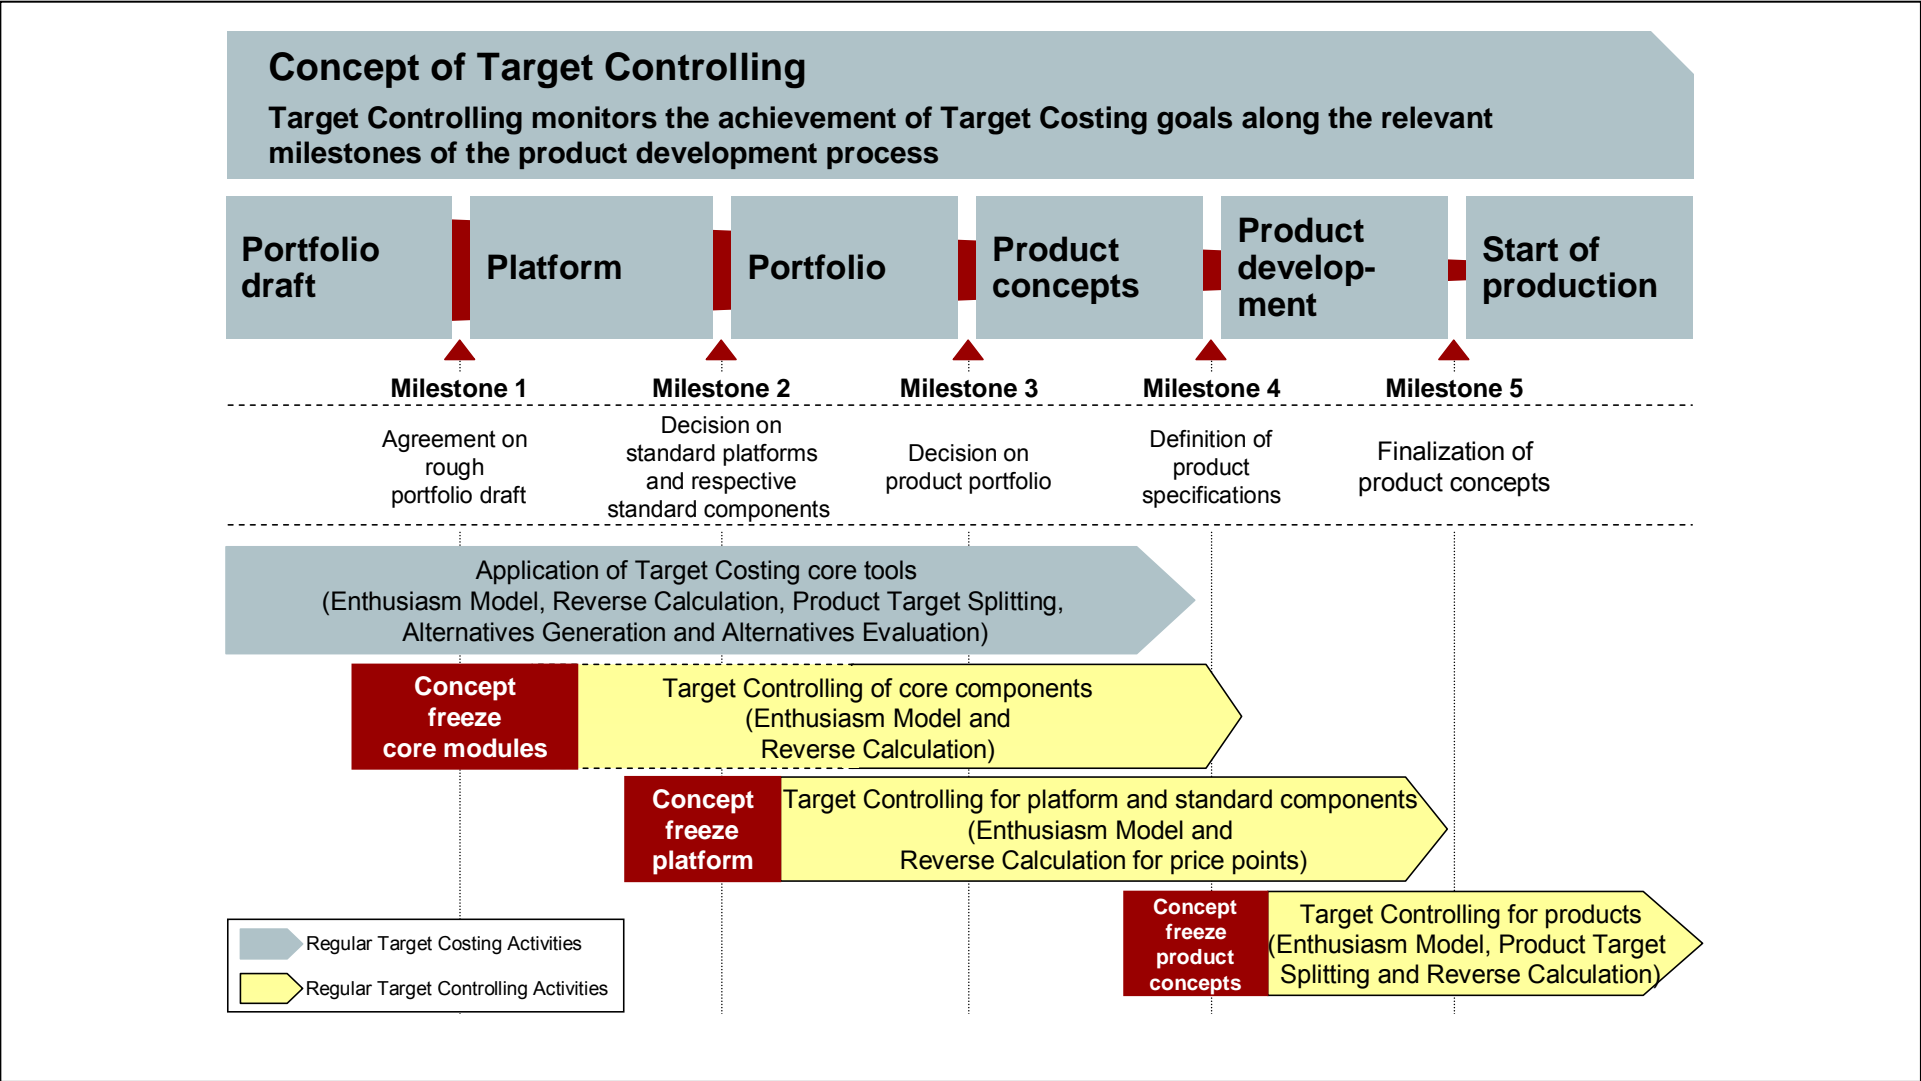 Concept of Target Controlling
Target Controlling monitors the achievement of Target Costing goals along the relevant
milestones of the product development process
Portfolio
draft
Platform
Portfolio
Product
concepts
Product
develop-
ment
Start of
production
Milestone 1
Milestone 2
Milestone 3
Milestone 4
Milestone 5
Agreement on
rough
portfolio draft
Decision on
standard platforms
and respective
standard components
Decision on
product portfolio
Definition of
product
specifications
Finalization of
product concepts
Application of Target Costing core tools
(Enthusiasm Model, Reverse Calculation, Product Target Splitting,
Alternatives Generation and Alternatives Evaluation)
Concept
freeze
core modules
Target Controlling of core components
(Enthusiasm Model and
Reverse Calculation)
Concept
freeze
platform
Target Controlling for platform and standard components
(Enthusiasm Model and
Reverse Calculation for price points)
Concept
freeze
product
concepts
Target Controlling for products
(Enthusiasm Model, Product Target
Splitting and Reverse Calculation)
Regular Target Costing Activities
Regular Target Controlling Activities